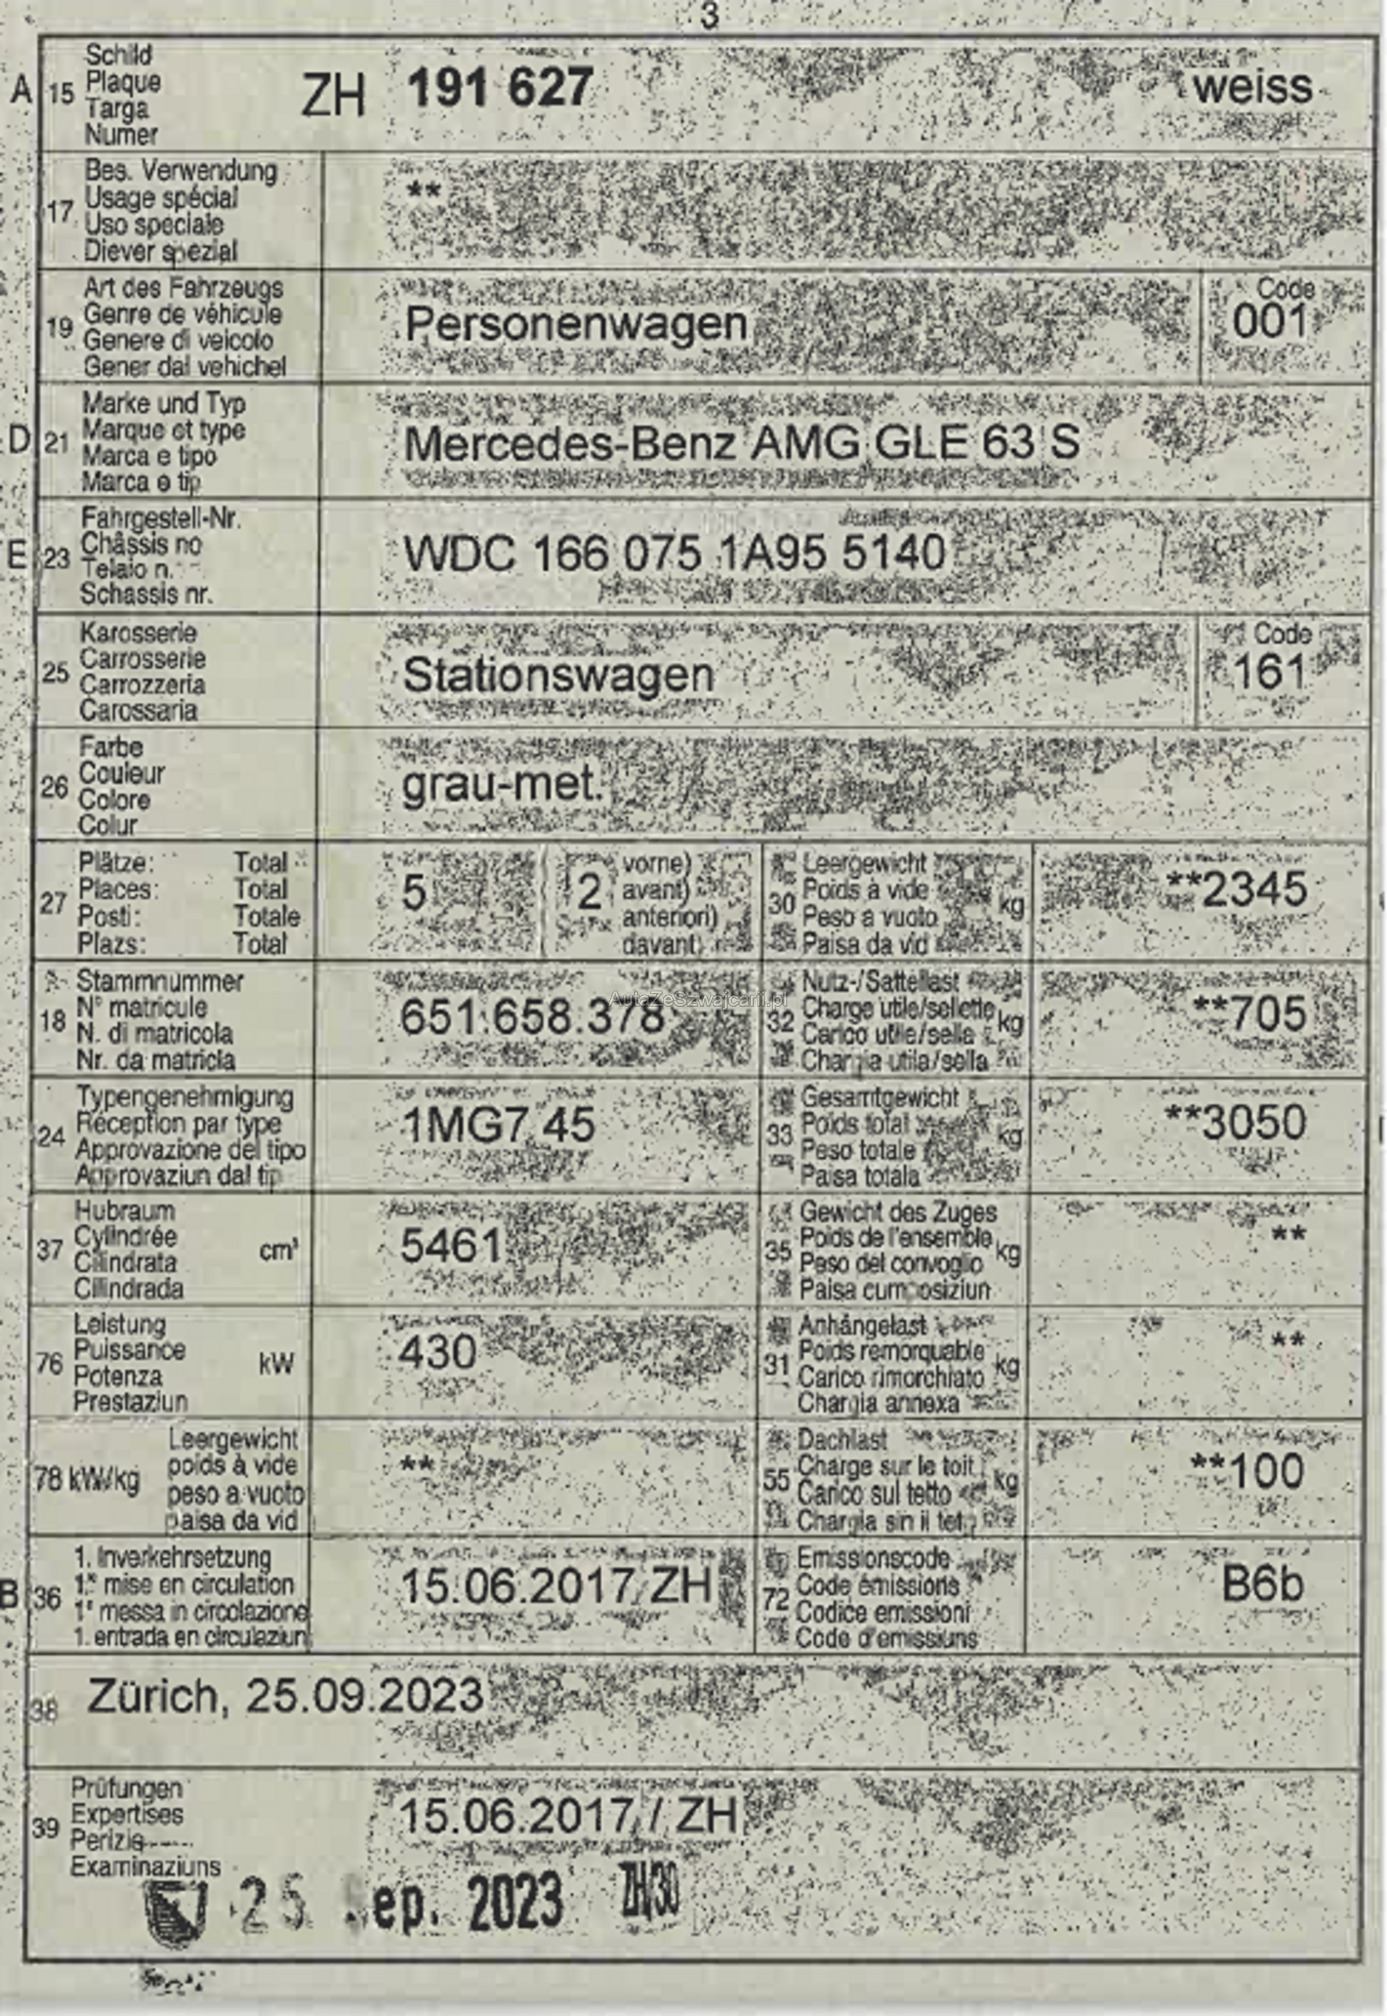 3
A 15 Schild
Plaque
Targa
Numer
ZH 191 627 weiss
17 Bes. Verwendung
Usage spécial
Uso speciale
Diever spezial
**
19 Art des Fahrzeugs
Genre de véhicule
Genere di veicolo
Gener dal vehichel
Personenwagen
Code
001
D 21 Marke und Typ
Marque et type
Marca e tipo
Marca e tip
Mercedes-Benz AMG GLE 63 S
E 23 Fahrgestell-Nr.
Châssis no
Telaio n.
Schassis nr.
WDC 166 075 1A95 5140
25 Karosserie
Carrosserie
Carrozzeria
Carossaria
Stationswagen
Code
161
26 Farbe
Couleur
Colore
Colur
grau-met.
27 Plätze: Total
Places: Total
Posti: Totale
Plazs: Total
5 ( 2 vorne)
avant)
anteriori)
davant)
30 Leergewicht
Poids à vide
Peso a vuoto
Paisa da vid
kg
**2345
18 Stammnummer
N° matricule
N. di matricola
Nr. da matricla
651.658.378
AutaZeSzwajcarii.pl
32 Nutz-/Sattellast
Charge utile/sellette
Carico utile/sella
Chargia utila/sella
kg
**705
24 Typengenehmigung
Réception par type
Approvazione del tipo
Approvaziun dal tip
1MG7 45
33 Gesamtgewicht
Poids total
Peso totale
Paisa totala
kg
**3050
37 Hubraum
Cylindrée
Cilindrata
Cilindrada
cm³
5461
35 Gewicht des Zuges
Poids de l'ensemble
Peso del convoglio
Paisa cumposiziun
kg
**
76 Leistung
Puissance
Potenza
Prestaziun
kW
430
31 Anhängelast
Poids remorquable
Carico rimorchiato
Chargia annexa
kg
**
78 kW/kg Leergewicht
poids à vide
peso a vuoto
paisa da vid
**
55 Dachlast
Charge sur le toit
Carico sul tetto
Chargia sin il tetg
kg
**100
B 36 1. Inverkehrsetzung
1re mise en circulation
1a messa in circolazione
1. entrada en circulaziun
15.06.2017 ZH
72 Emissionscode
Code émissions
Codice emissioni
Code d'emissiuns
B6b
38 Zürich, 25.09.2023
39 Prüfungen
Expertises
Perizie
Examinaziuns
15.06.2017 / ZH
25 Sep. 2023 ZH/30